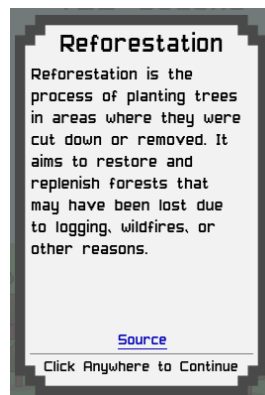 Reforestation
Reforestation is the
process of planting trees
in areas where they were
cut down or removed. It
aims to restore and
replenish forests that
may have been lost due
to logging, wildfires, or
other reasons.
Source
Click Anywhere to Continue